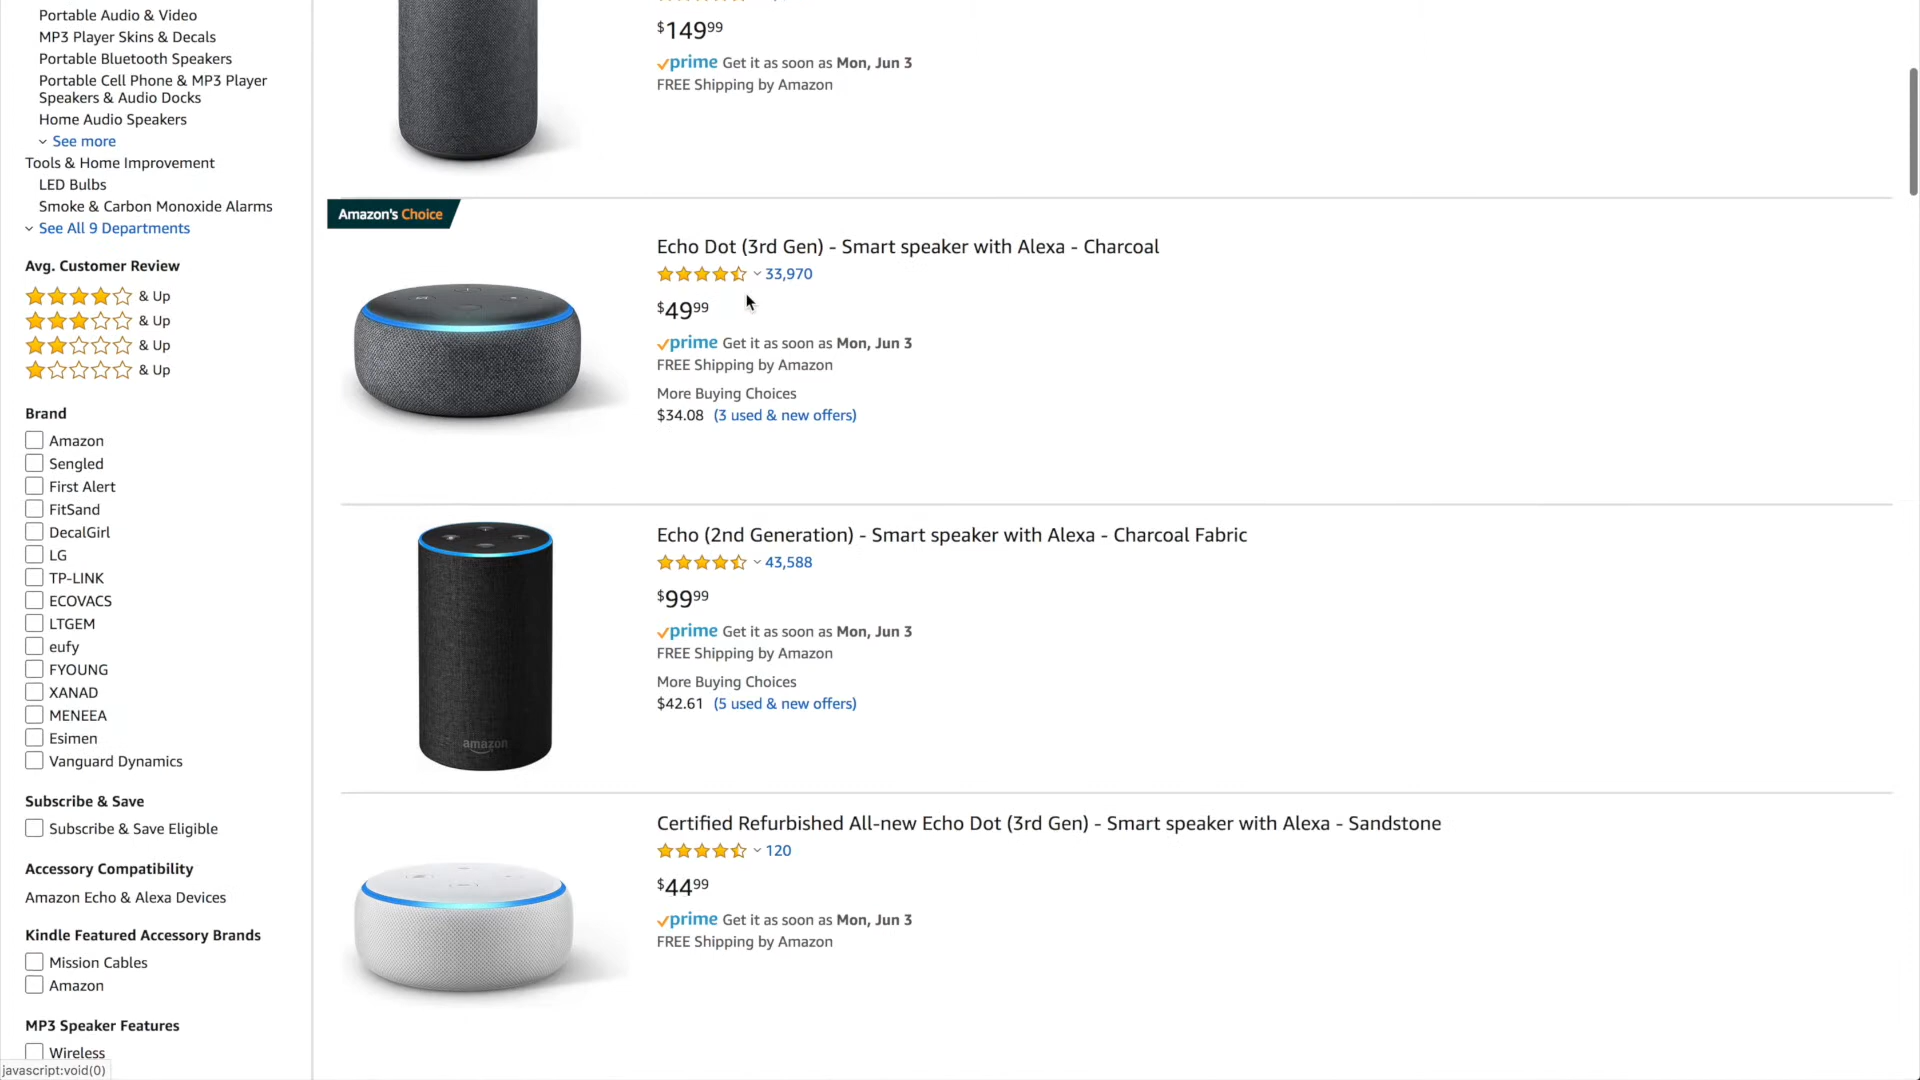 Portable Audio & Video
MP3 Player Skins & Decals
Portable Bluetooth Speakers
Portable Cell Phone & MP3 Player
Speakers & Audio Docks
Home Audio Speakers
See more
Tools & Home Improvement
LED Bulbs
Smoke & Carbon Monoxide Alarms
See All 9 Departments
Avg. Customer Review
& Up
& Up
& Up
& Up
Brand
Amazon
Sengled
First Alert
FitSand
DecalGirl
LG
TP-LINK
ECOVACS
LTGEM
eufy
FYOUNG
XANAD
MENEEA
Esimen
Vanguard Dynamics
Subscribe & Save
Subscribe & Save Eligible
Accessory Compatibility
Amazon Echo & Alexa Devices
Kindle Featured Accessory Brands
Mission Cables
Amazon
MP3 Speaker Features
Wireless
javascript:void(0)
$149 99
prime Get it as soon as Mon, Jun 3
FREE Shipping by Amazon
Amazon's Choice
Echo Dot (3rd Gen) - Smart speaker with Alexa - Charcoal
33,970
$49 99
prime Get it as soon as Mon, Jun 3
FREE Shipping by Amazon
More Buying Choices
$34.08 (3 used & new offers)
amazon
Echo (2nd Generation) - Smart speaker with Alexa - Charcoal Fabric
43,588
$99 99
prime Get it as soon as Mon, Jun 3
FREE Shipping by Amazon
More Buying Choices
$42.61 (5 used & new offers)
Certified Refurbished All-new Echo Dot (3rd Gen) - Smart speaker with Alexa - Sandstone
120
$44 99
prime Get it as soon as Mon, Jun 3
FREE Shipping by Amazon